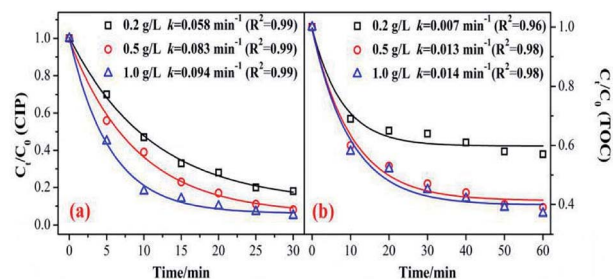 0.2 g/L k=0.058 min⁻¹ (R²=0.99)
0.5 g/L k=0.083 min⁻¹ (R²=0.99)
1.0 g/L k=0.094 min⁻¹ (R²=0.99)
Cₜ/C₀ (CIP)
1.0
0.8
0.6
0.4
0.2
0.0
(a)
0 5 10 15 20 25 30
Time/min
0.2 g/L k=0.007 min⁻¹ (R²=0.96)
0.5 g/L k=0.013 min⁻¹ (R²=0.98)
1.0 g/L k=0.014 min⁻¹ (R²=0.98)
(b)
0 10 20 30 40 50 60
Time/min
1.0
0.8
0.6
0.4
Cₜ/C₀ (TOC)